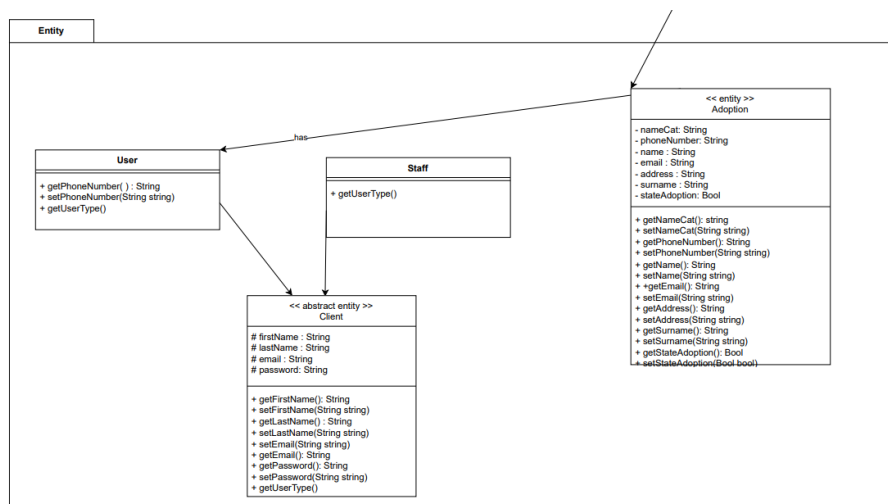 Entity
<< entity >>
Adoption
- nameCat: String
- phoneNumber: String
- name : String
- email : String
- address : String
- surname : String
- stateAdoption: Bool
+ getNameCat(): string
+ setNameCat(String string)
+ getPhoneNumber(): String
+ setPhoneNumber(String string)
+ getName(): String
+ setName(String string)
+ +getEmail(): String
+ setEmail(String string)
+ getAddress(): String
+ setAddress(String string)
+ getSurname(): String
+ setSurname(String string)
+ getStateAdoption(): Bool
+ setStateAdoption(Bool bool)
has
User
+ getPhoneNumber( ) : String
+ setPhoneNumber(String string)
+ getUserType()
Staff
+ getUserType()
<< abstract entity >>
Client
# firstName : String
# lastName : String
# email : String
# password: String
+ getFirstName(): String
+ setFirstName(String string)
+ getLastName() : String
+ setLastName(String string)
+ setEmail(String string)
+ getEmail(): String
+ getPassword(): String
+ setPassword(String string)
+ getUserType()